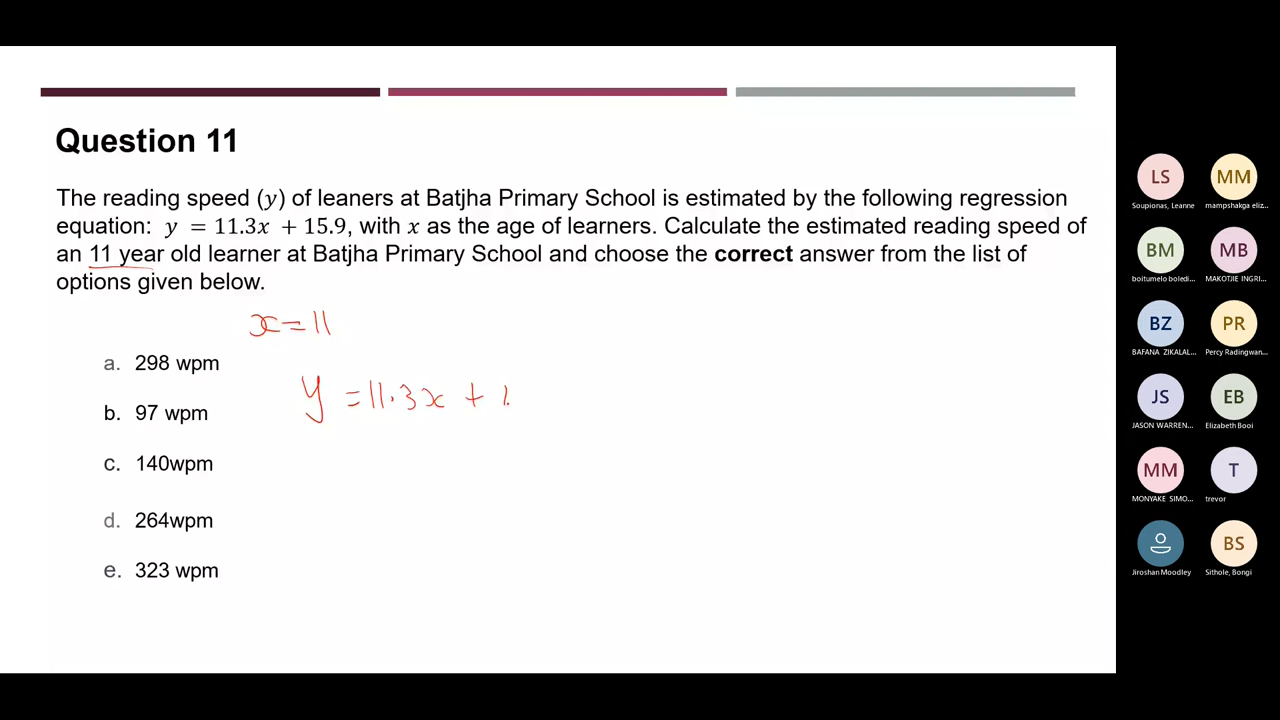 Question 11
The reading speed (y) of leaners at Batjha Primary School is estimated by the following regression
equation: y = 11.3x + 15.9, with x as the age of learners. Calculate the estimated reading speed of
an 11 year old learner at Batjha Primary School and choose the correct answer from the list of
options given below.
x = 11
a. 298 wpm
y = 11.3x + 1.
b. 97 wpm
c. 140wpm
d. 264wpm
e. 323 wpm
LS
MM
Soupionas, Leanne
mampshakga eliz...
BM
MB
boitumelo boledi...
MAKOTJIE INGRI...
BZ
PR
BAFANA ZIKALAL...
Percy Radingwan...
JS
EB
JASON WARREN...
Elizabeth Booi
MM
T
MONYAKE SIMO...
trevor
BS
Jiroshan Moodley
Sithole, Bongi